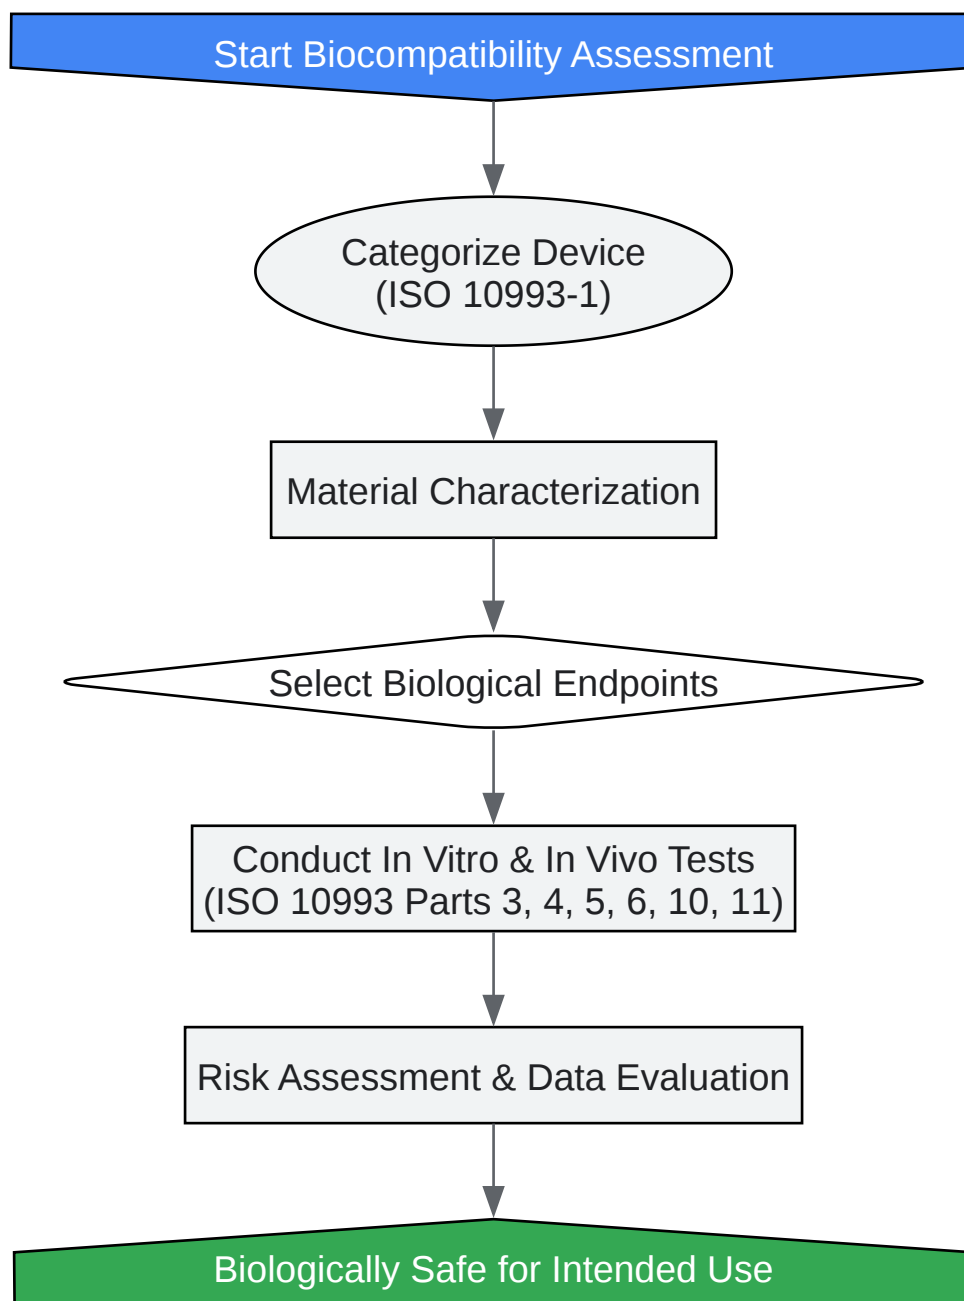 Start Biocompatibility Assessment
Categorize Device
(ISO 10993-1)
Material Characterization
Select Biological Endpoints
Conduct In Vitro & In Vivo Tests
(ISO 10993 Parts 3, 4, 5, 6, 10, 11)
Risk Assessment & Data Evaluation
Biologically Safe for Intended Use